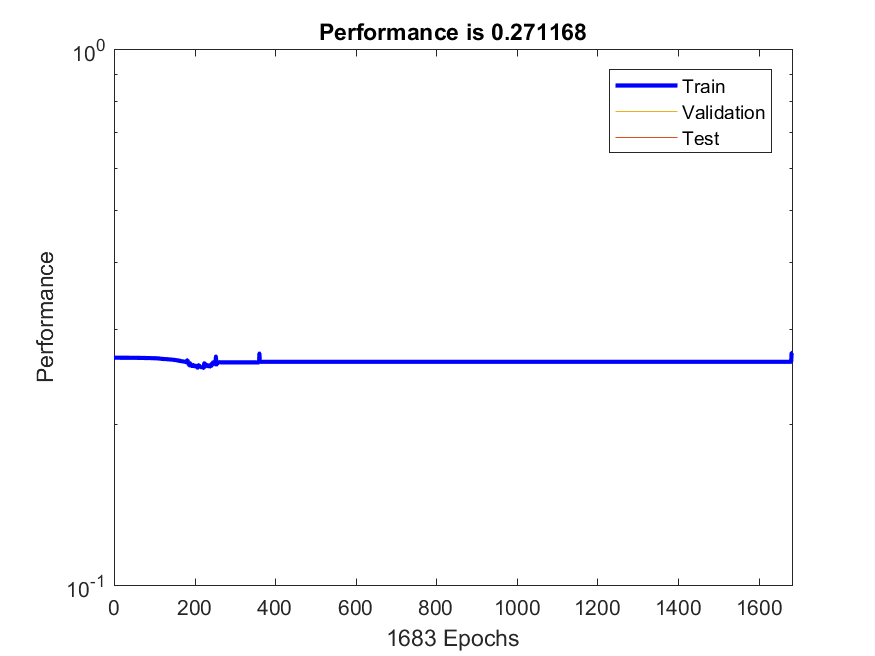 Performance is 0.271168
10^0
Train
Validation
Test
Performance
10^-1
0 200 400 600 800 1000 1200 1400 1600
1683 Epochs